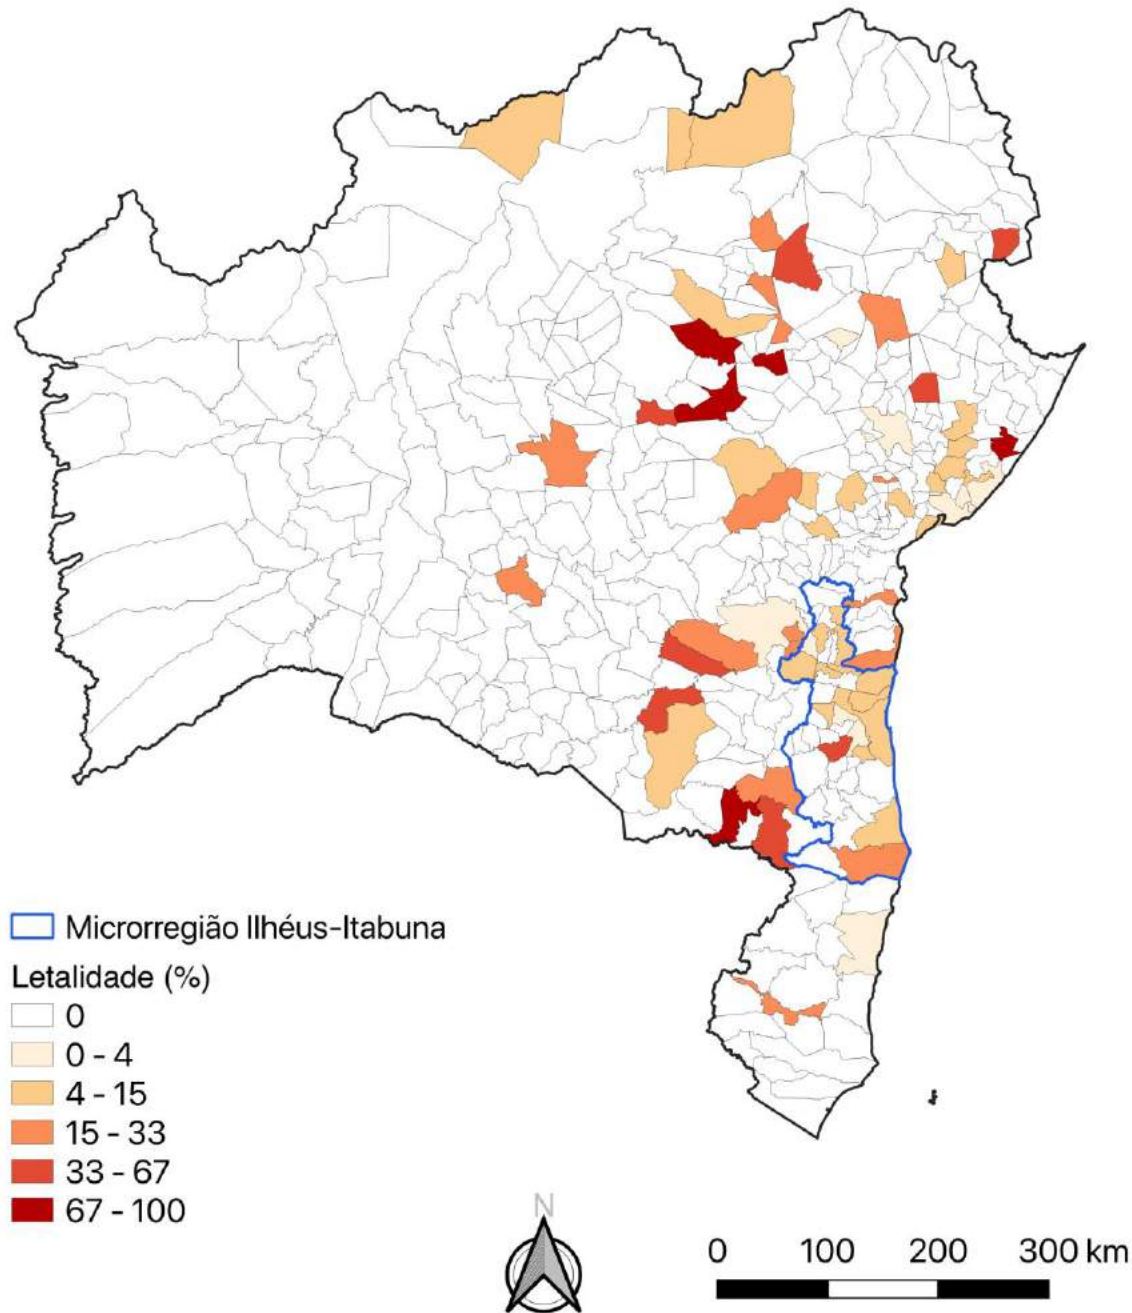 Microrregião Ilhéus-Itabuna
Letalidade (%)
0
0 - 4
4 - 15
15 - 33
33 - 67
67 - 100
N
0 100 200 300 km